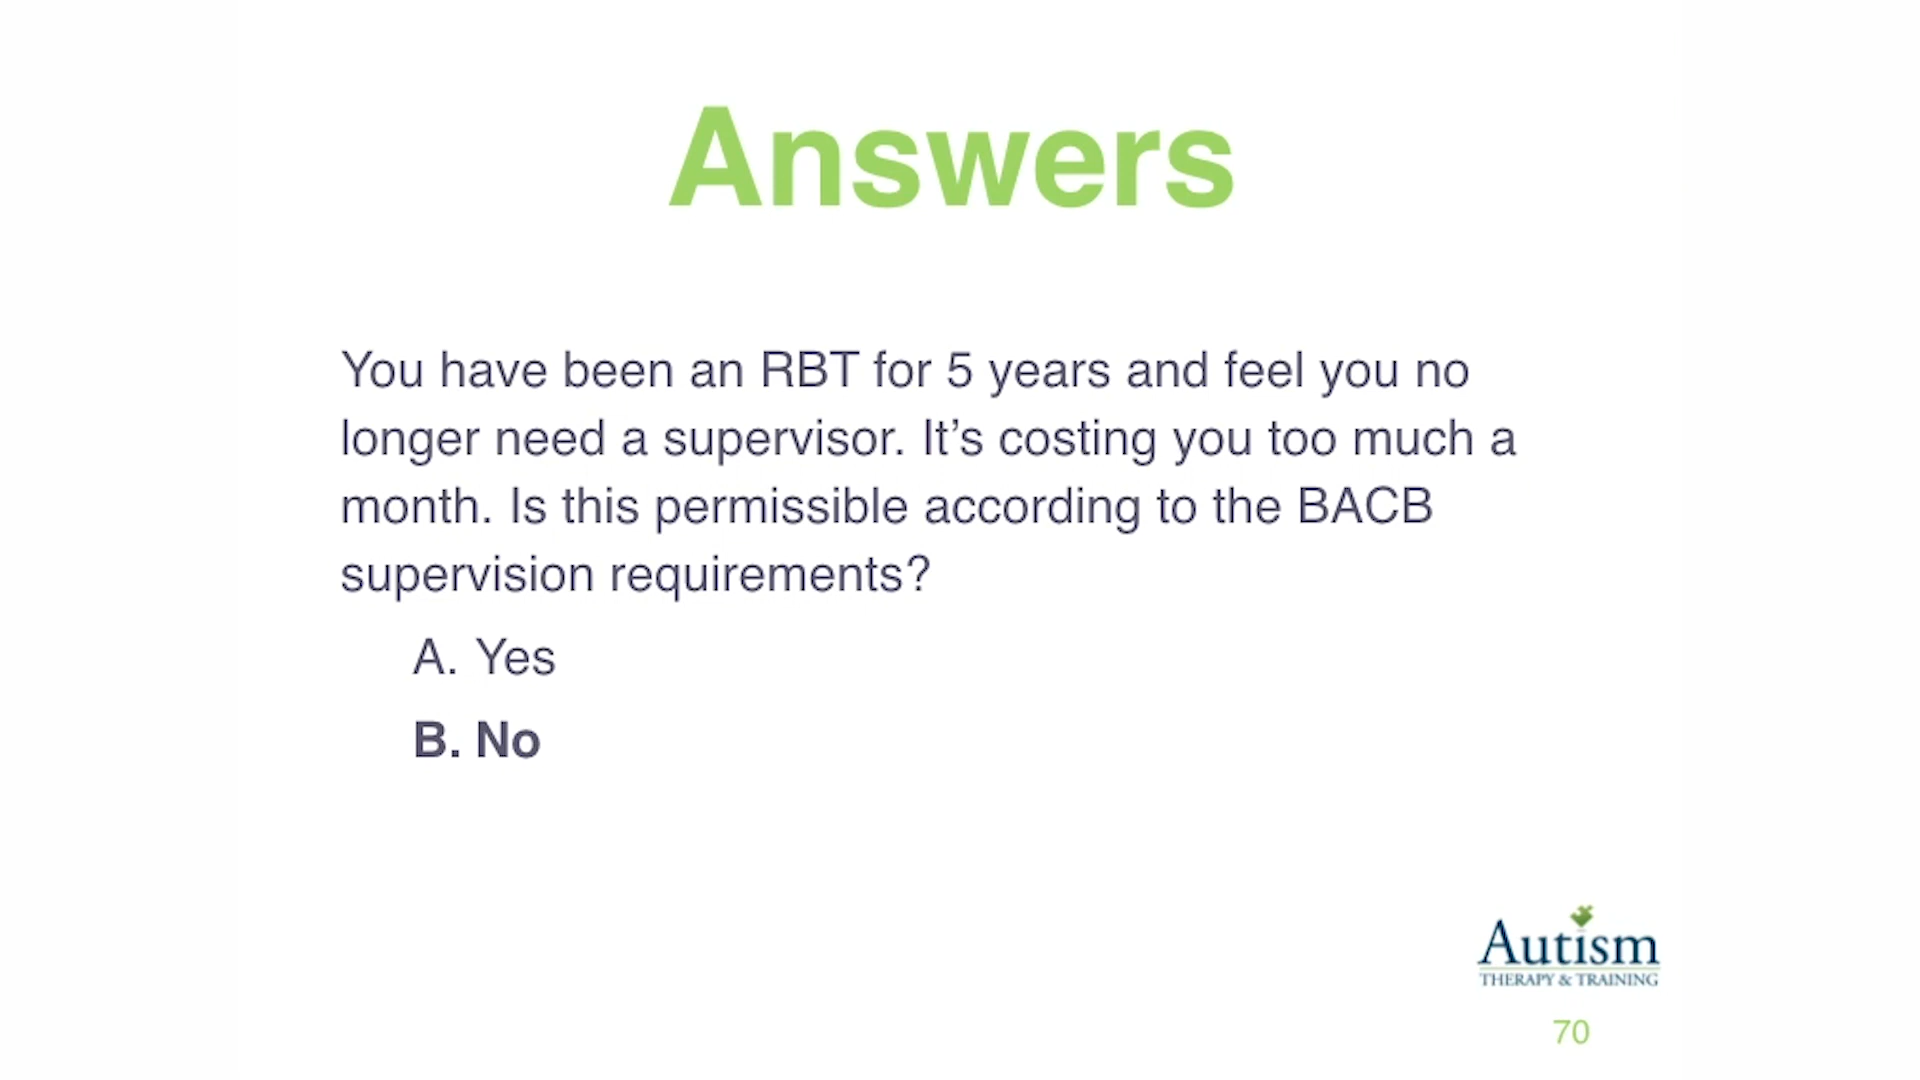 Answers
You have been an RBT for 5 years and feel you no
longer need a supervisor. It’s costing you too much a
month. Is this permissible according to the BACB
supervision requirements?
A. Yes
B. No
Autism
THERAPY & TRAINING
70